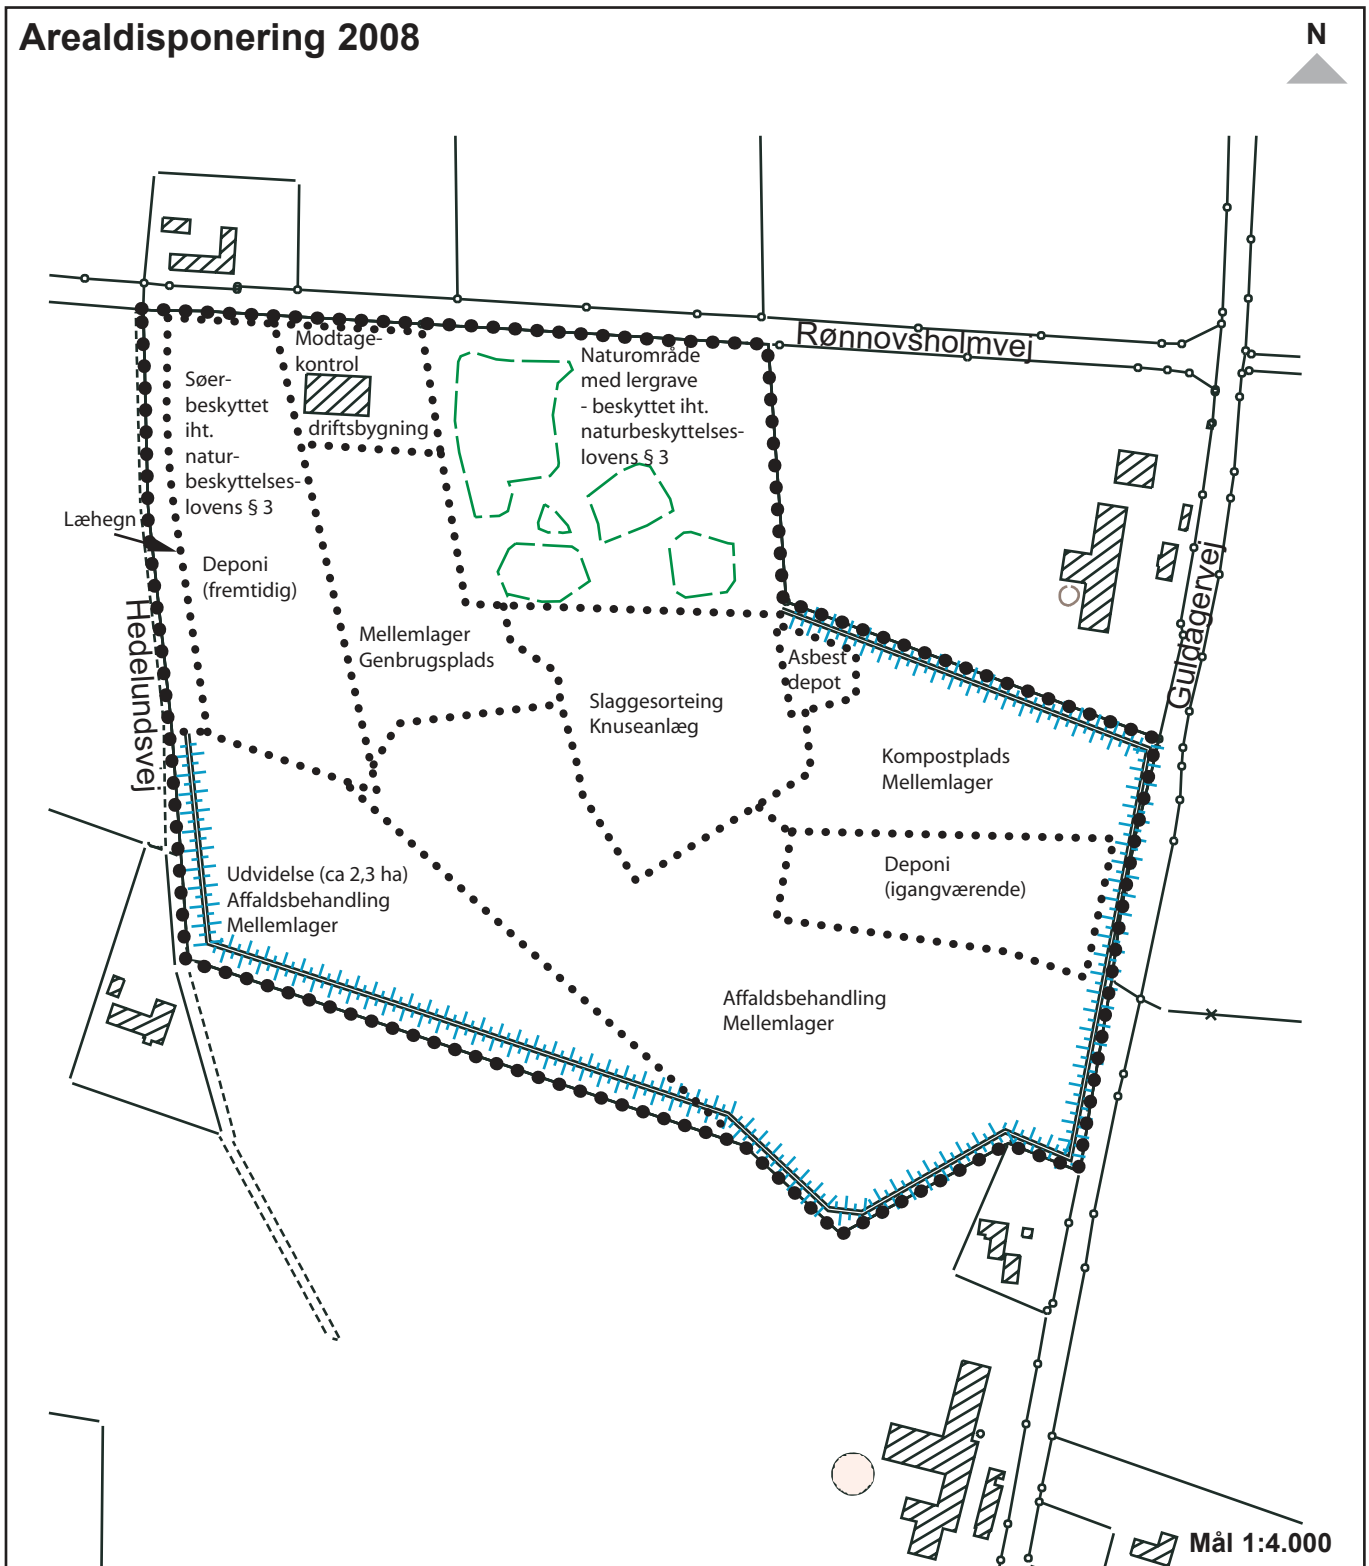 Arealdisponering 2008
N
Rønnovsholmvej
Modtage-
kontrol
driftsbygning
Naturområde
med lergrave
- beskyttet iht.
naturbeskyttelses-
lovens § 3
Søer-
beskyttet
iht.
natur-
beskyttelses-
lovens § 3
Læhegn
Deponi
(fremtidig)
Hedelundsvej
Mellemlager
Genbrugsplads
Slaggesorteing
Knuseanlæg
Asbest
depot
Guldagervej
Kompostplads
Mellemlager
Deponi
(igangværende)
Udvidelse (ca 2,3 ha)
Affaldsbehandling
Mellemlager
Affaldsbehandling
Mellemlager
Mål 1:4.000